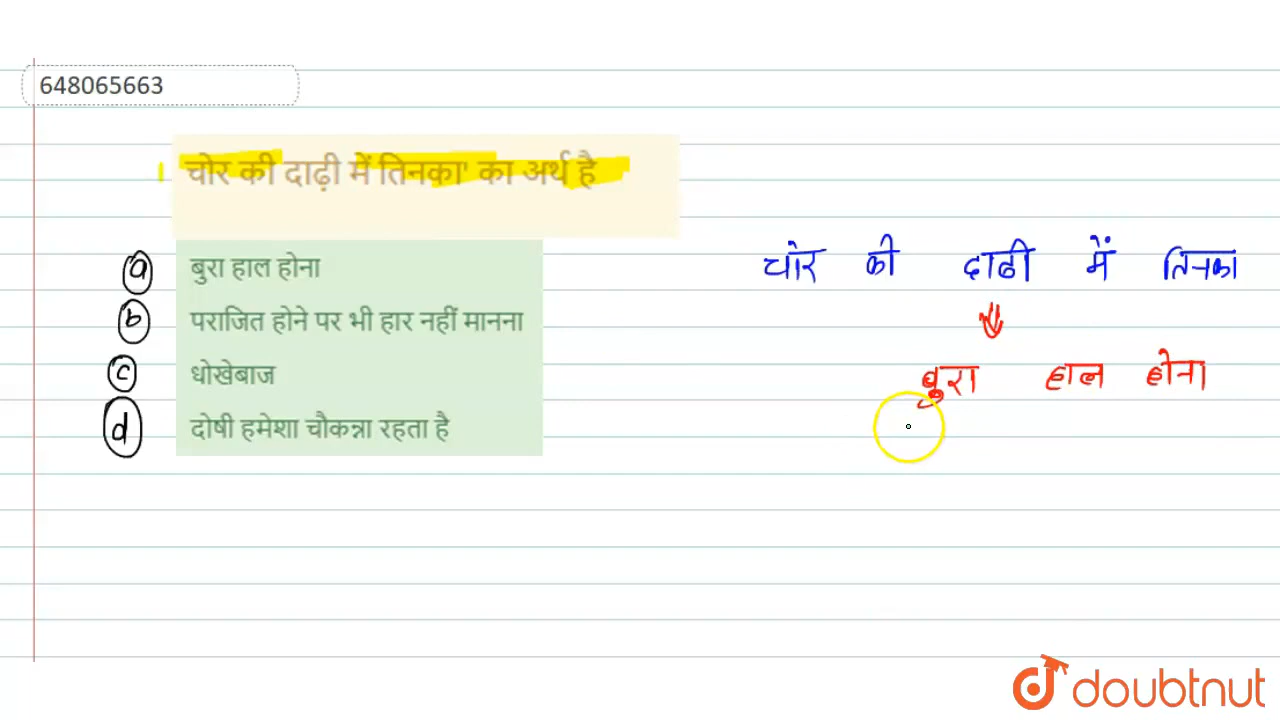 648065663
चोर की दाढ़ी में तिनका' का अर्थ है
a बुरा हाल होना
b पराजित होने पर भी हार नहीं मानना
c धोखेबाज
d दोषी हमेशा चौकन्ना रहता है
चोर की दाढी में तिनका
बुरा हाल होना
doubtnut